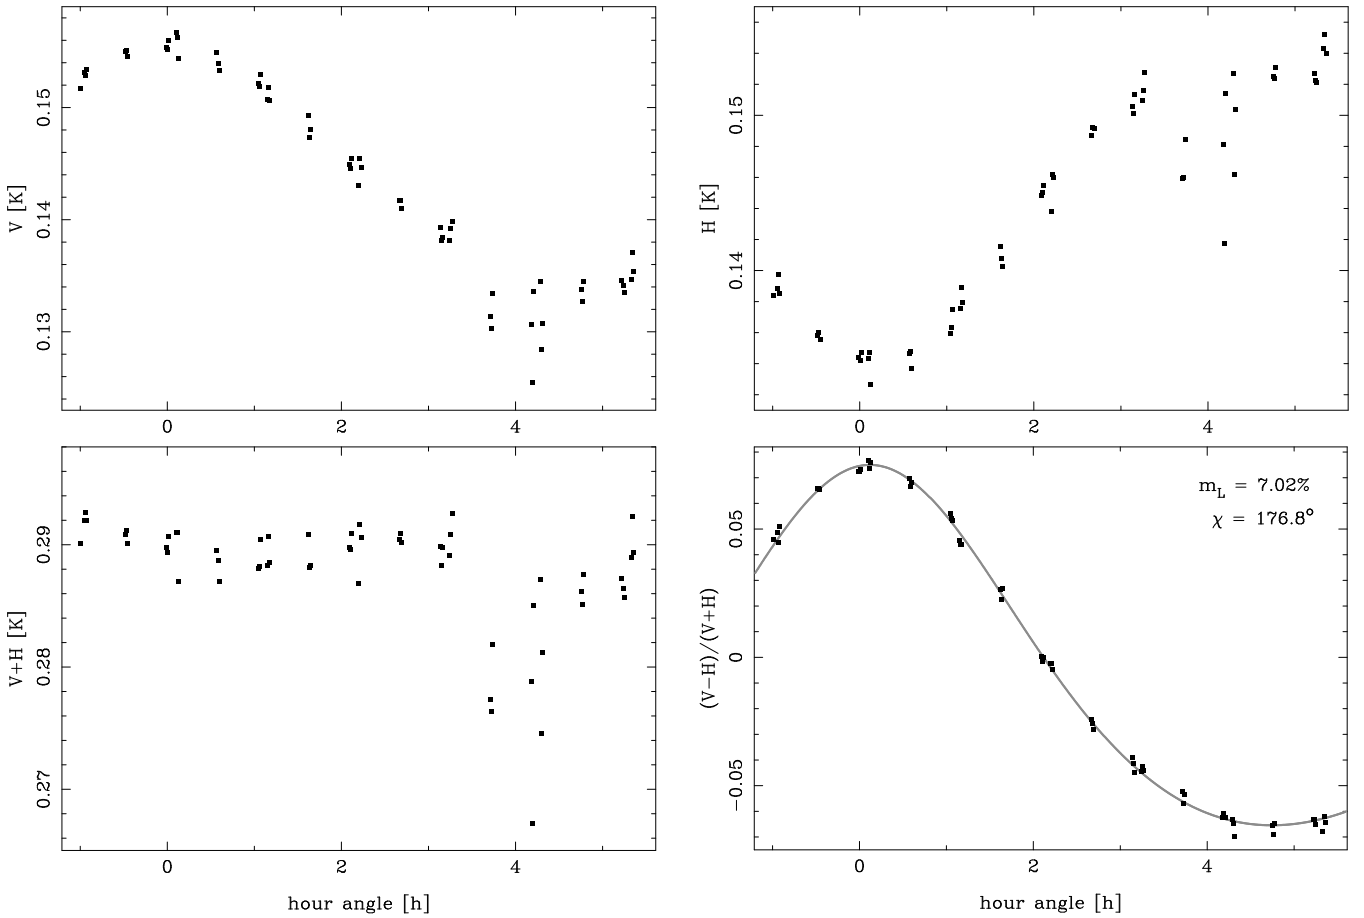 V [K]
0.13 0.14 0.15
0 2 4
H [K]
0.14 0.15
0 2 4
V+H [K]
0.27 0.28 0.29
0 2 4
hour angle [h]
(V−H)/(V+H)
−0.05 0 0.05
m_L = 7.02%
χ = 176.8°
0 2 4
hour angle [h]